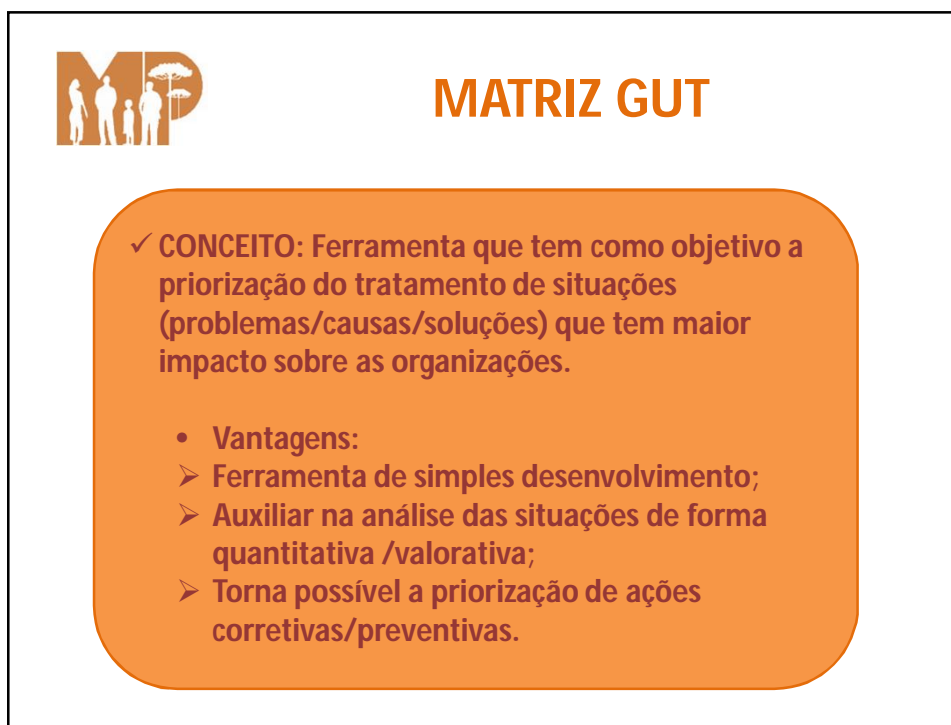 MP
MATRIZ GUT
✓ CONCEITO: Ferramenta que tem como objetivo a
priorização do tratamento de situações
(problemas/causas/soluções) que tem maior
impacto sobre as organizações.
• Vantagens:
➢ Ferramenta de simples desenvolvimento;
➢ Auxiliar na análise das situações de forma
quantitativa /valorativa;
➢ Torna possível a priorização de ações
corretivas/preventivas.